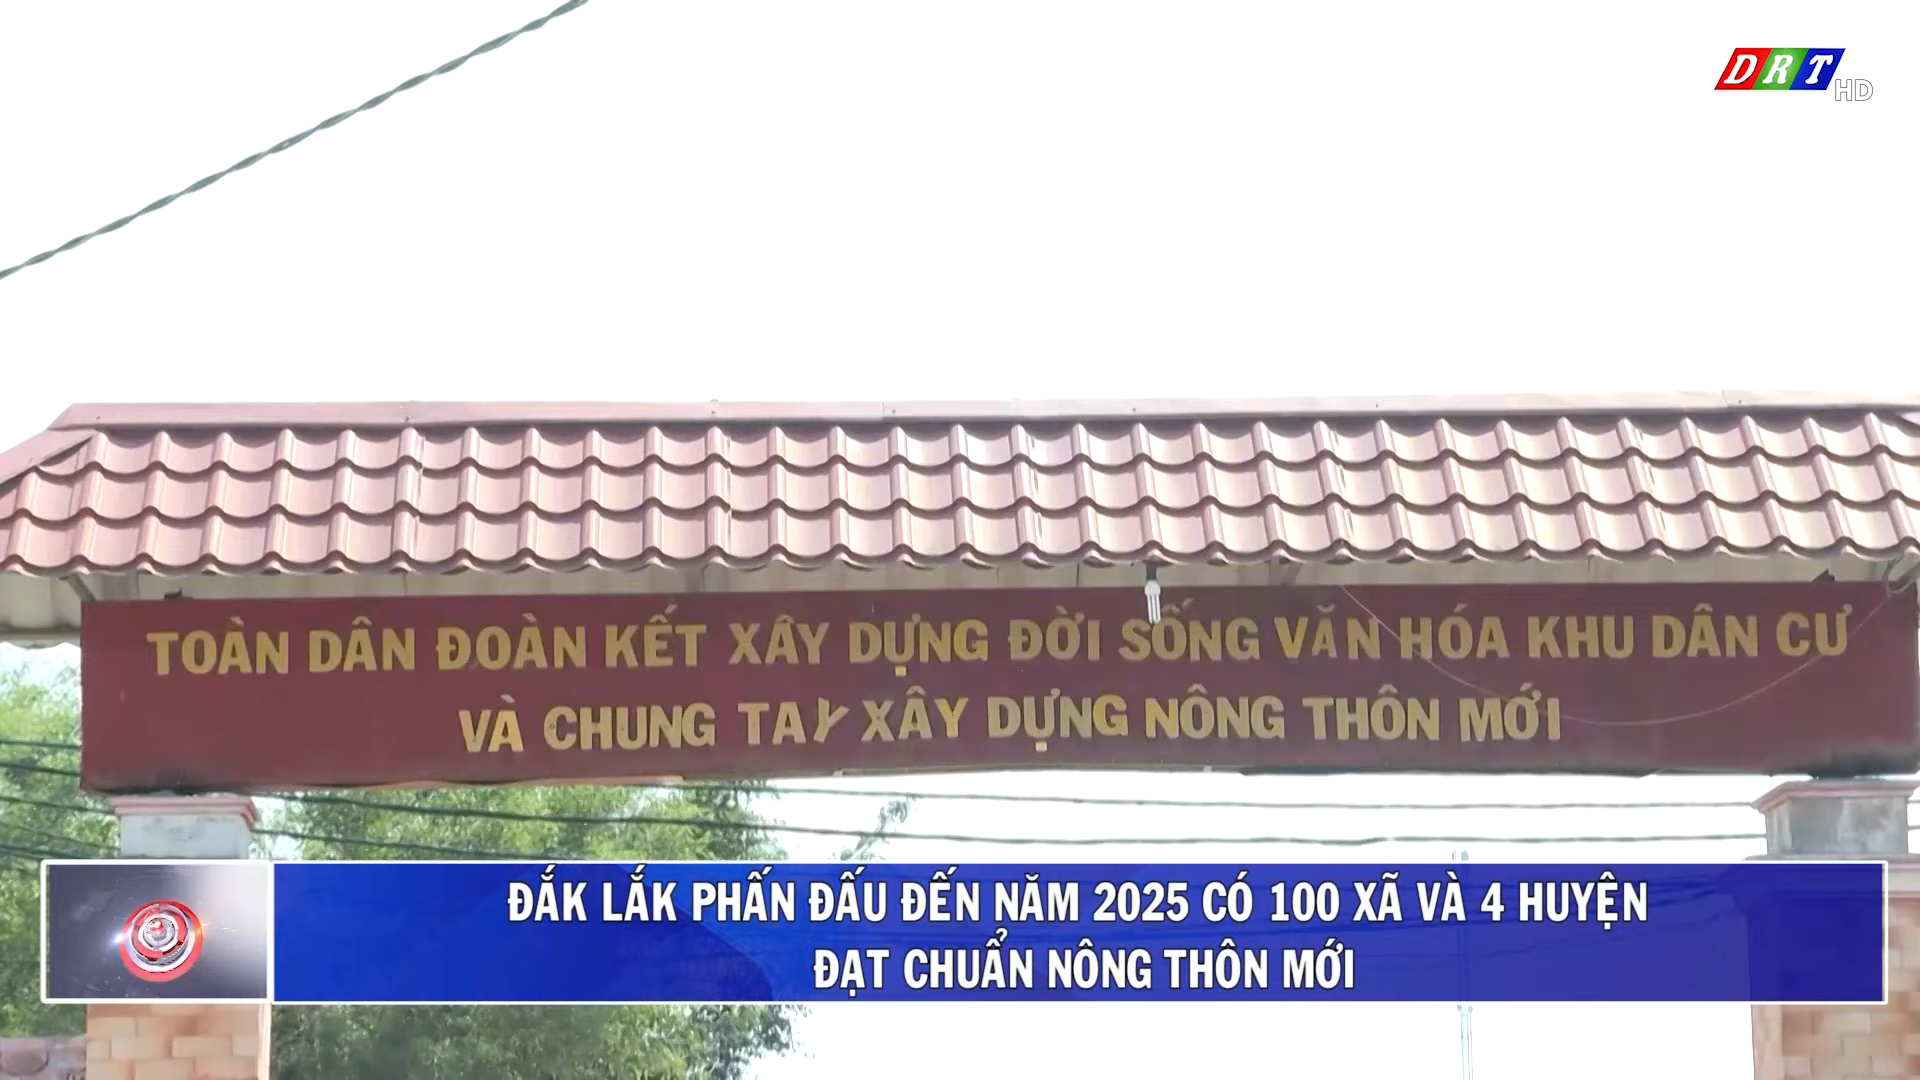 DRT HD
TOÀN DÂN ĐOÀN KẾT XÂY DỰNG ĐỜI SỐNG VĂN HÓA KHU DÂN CƯ
VÀ CHUNG TAY XÂY DỰNG NÔNG THÔN MỚI
ĐẮK LẮK PHẤN ĐẤU ĐẾN NĂM 2025 CÓ 100 XÃ VÀ 4 HUYỆN
ĐẠT CHUẨN NÔNG THÔN MỚI